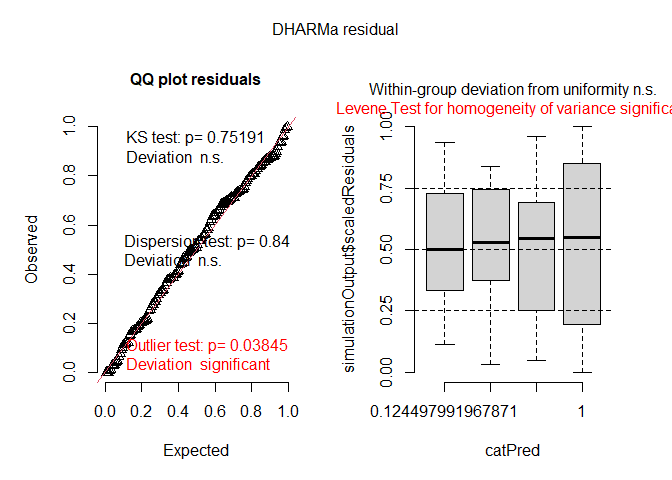 DHARMa residual
QQ plot residuals
KS test: p= 0.75191
Deviation n.s.
Dispersion test: p= 0.84
Deviation n.s.
Outlier test: p= 0.03845
Deviation significant
Observed
0.0 0.2 0.4 0.6 0.8 1.0
0.0 0.2 0.4 0.6 0.8 1.0
Expected
Within-group deviation from uniformity n.s.
Levene Test for homogeneity of variance significa
simulationOutput$scaledResiduals
0.00 0.25 0.50 0.75 1.00
0.124497991967871 1
catPred